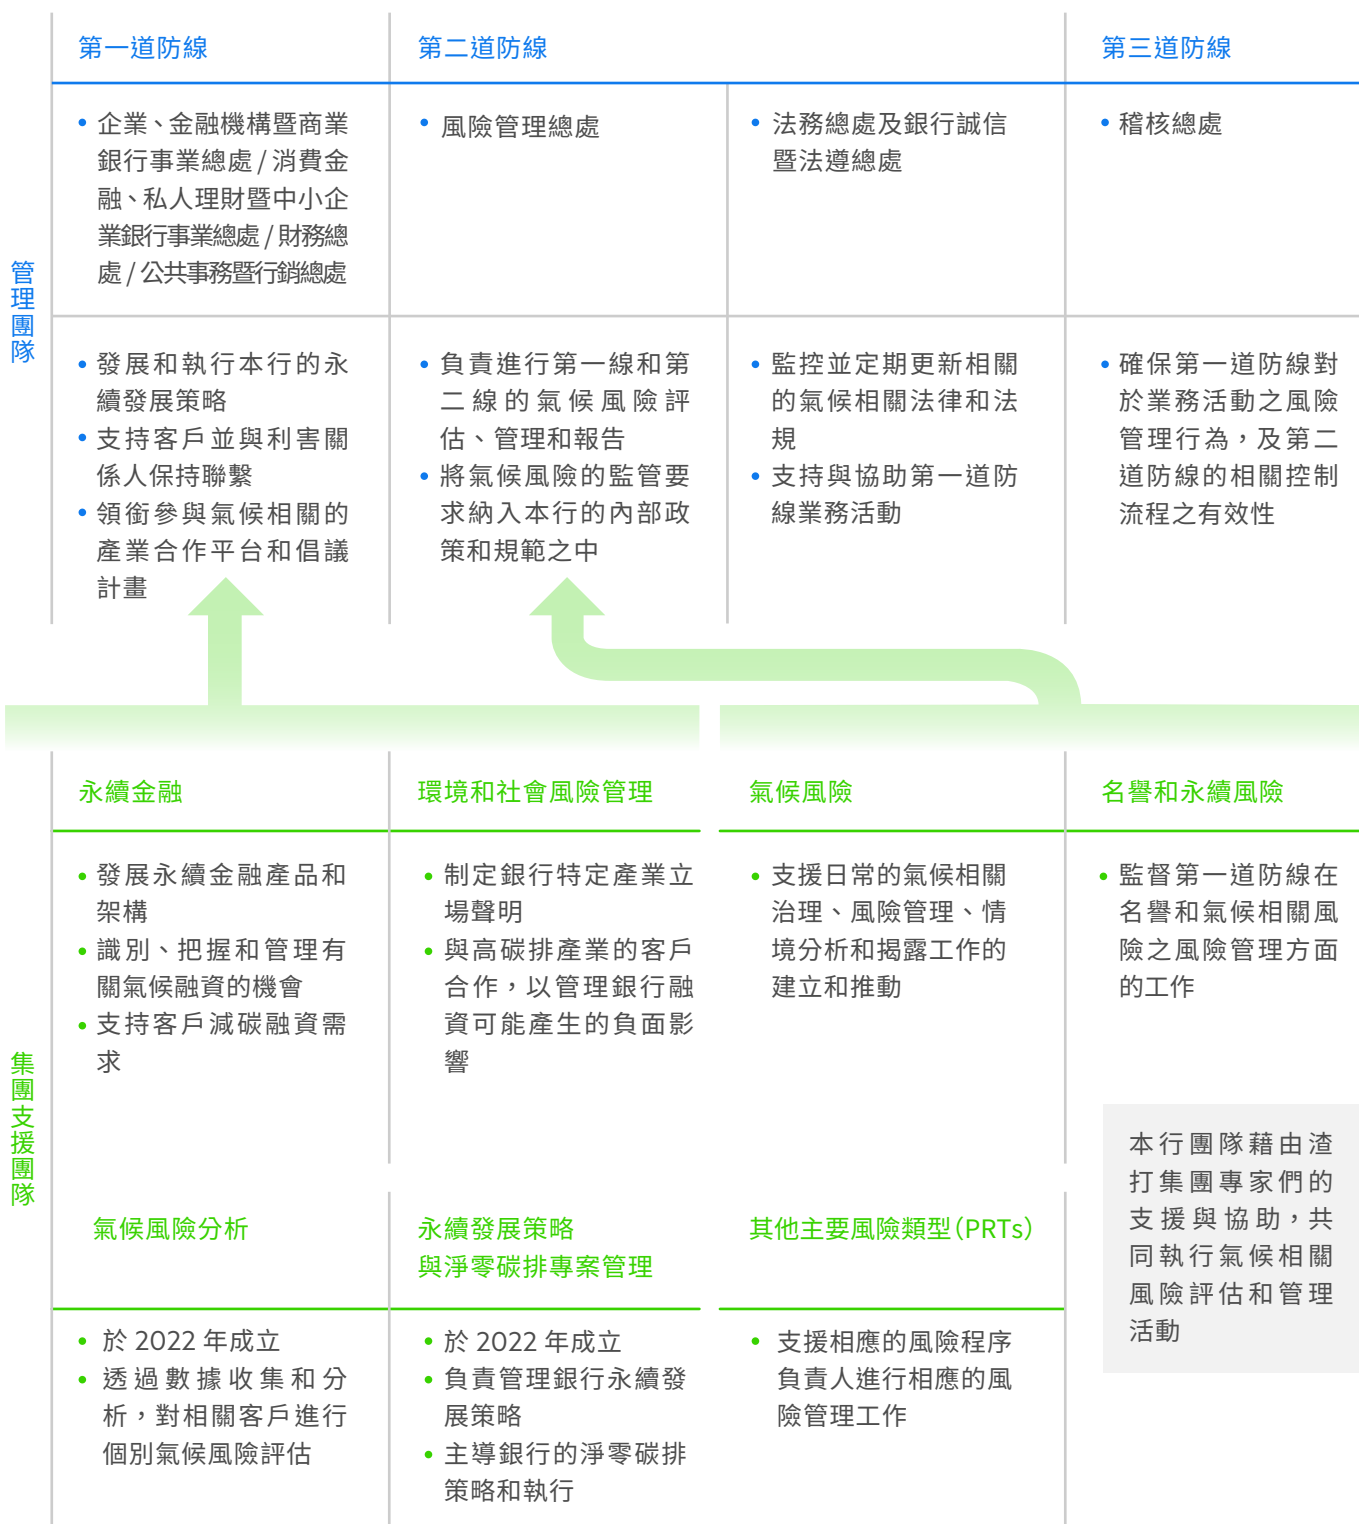 第一道防線
第二道防線
第三道防線
管理團隊
• 企業、金融機構暨商業
銀行事業總處 / 消費金
融、私人理財暨中小企
業銀行事業總處 / 財務總
處 / 公共事務暨行銷總處
• 風險管理總處
• 法務總處及銀行誠信
暨法遵總處
• 稽核總處
• 發展和執行本行的永
續發展策略
• 支持客戶並與利害關
係人保持聯繫
• 領銜參與氣候相關的
產業合作平台和倡議
計畫
• 負責進行第一線和第
二線的氣候風險評
估、管理和報告
• 將氣候風險的監管要
求納入本行的內部政
策和規範之中
• 監控並定期更新相關
的氣候相關法律和法
規
• 支持與協助第一道防
線業務活動
• 確保第一道防線對
於業務活動之風險
管理行為，及第二
道防線的相關控制
流程之有效性
集團支援團隊
永續金融
環境和社會風險管理
氣候風險
名譽和永續風險
• 發展永續金融產品和
架構
• 識別、把握和管理有
關氣候融資的機會
• 支持客戶減碳融資需
求
• 制定銀行特定產業立
場聲明
• 與高碳排產業的客戶
合作，以管理銀行融
資可能產生的負面影
響
• 支援日常的氣候相關
治理、風險管理、情
境分析和揭露工作的
建立和推動
• 監督第一道防線在
名譽和氣候相關風
險之風險管理方面
的工作
氣候風險分析
永續發展策略
與淨零碳排專案管理
其他主要風險類型（PRTs）
• 於 2022 年成立
• 透過數據收集和分
析，對相關客戶進行
個別氣候風險評估
• 於 2022 年成立
• 負責管理銀行永續發
展策略
• 主導銀行的淨零碳排
策略和執行
• 支援相應的風險程序
負責人進行相應的風
險管理工作
本行團隊藉由渣
打集團專家們的
支援與協助，共
同執行氣候相關
風險評估和管理
活動